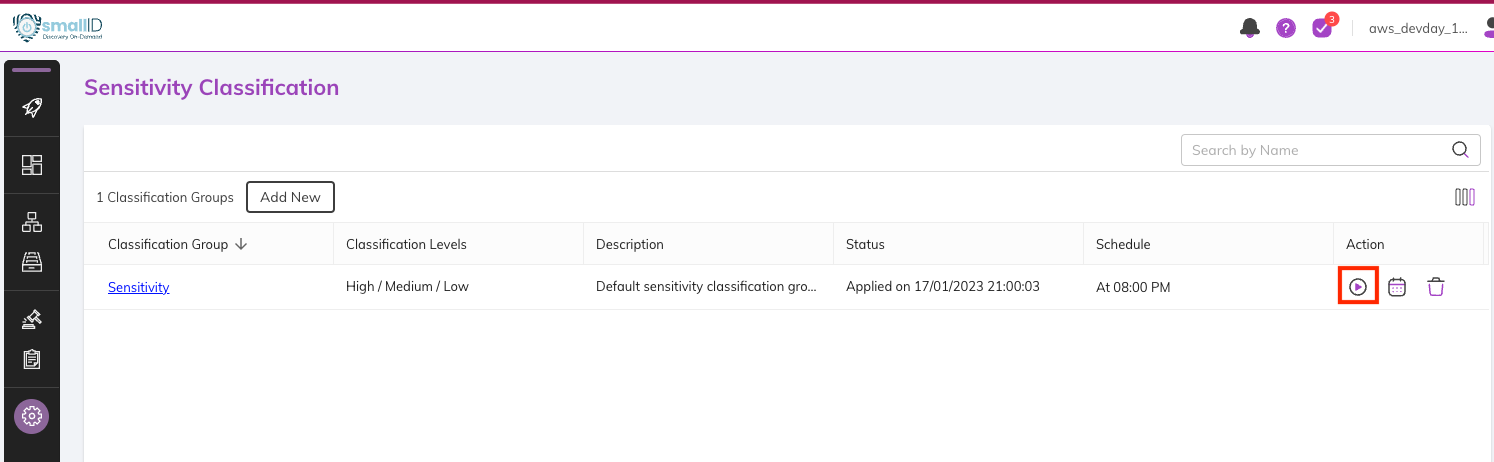 smallID
Discovery On-Demand
?
3
aws_devday_1...
Sensitivity Classification
Search by Name
1 Classification Groups
Add New
Classification Group Classification Levels Description Status Schedule Action
Sensitivity High / Medium / Low Default sensitivity classification gro... Applied on 17/01/2023 21:00:03 At 08:00 PM